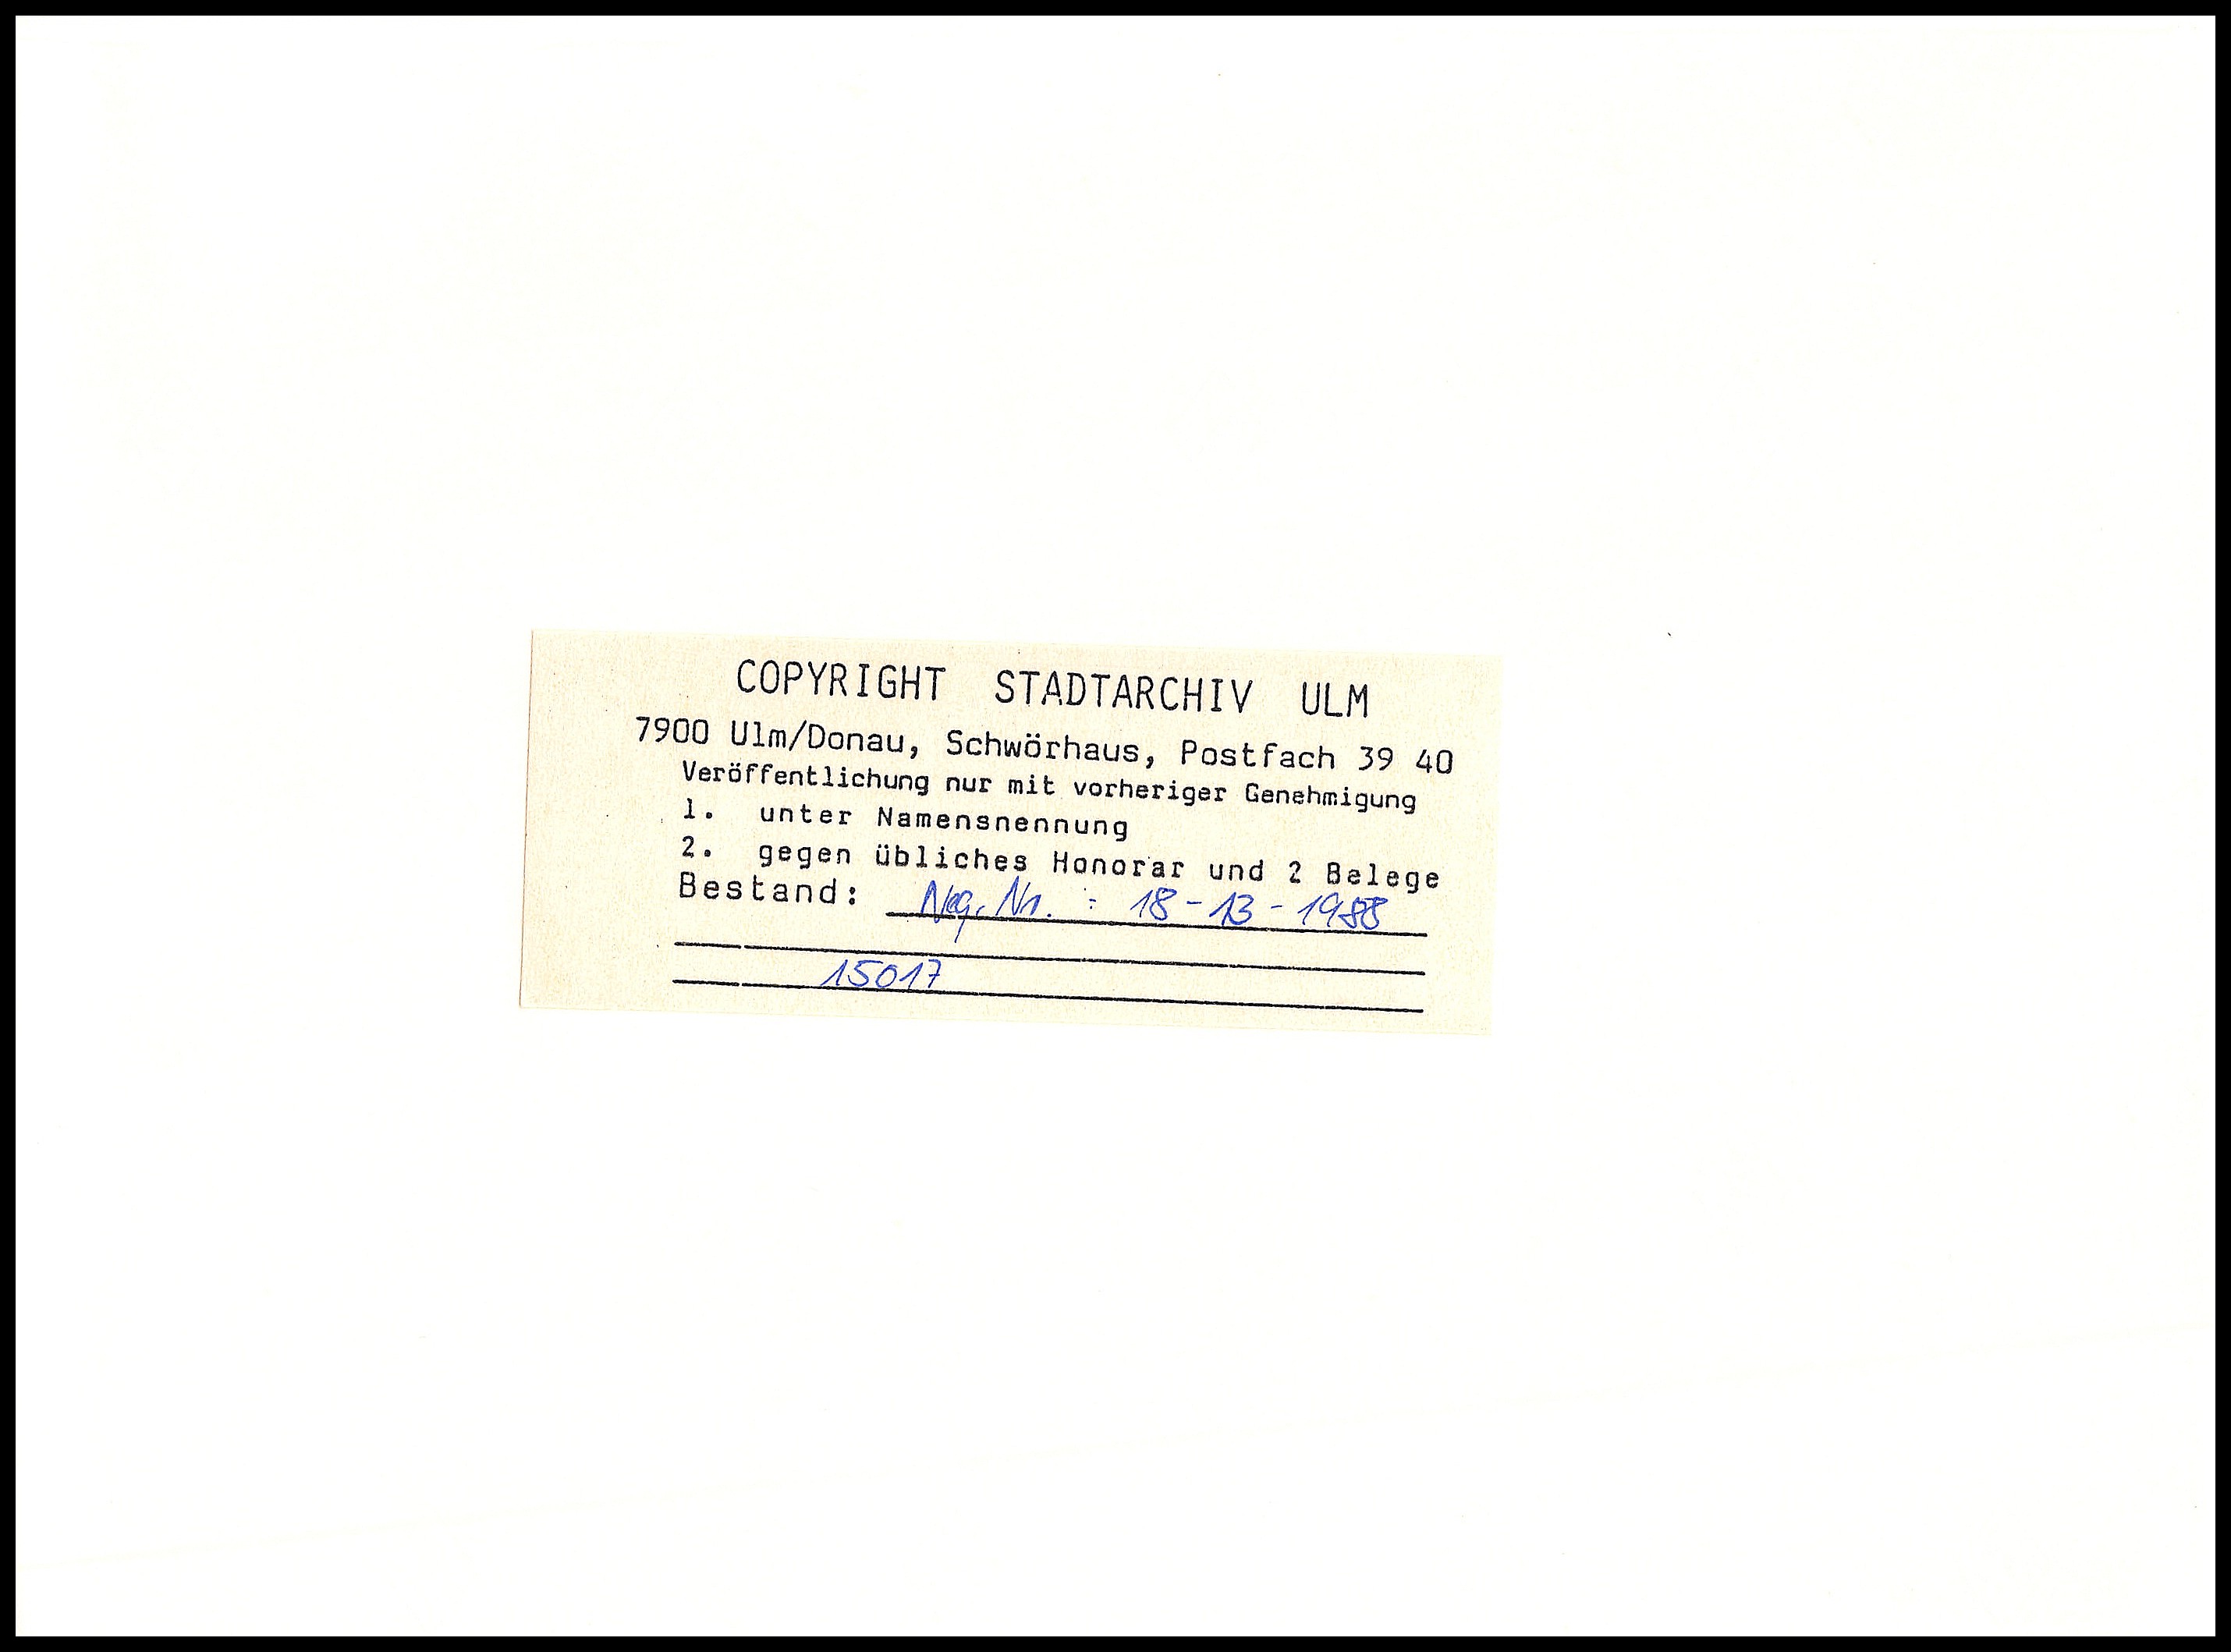 COPYRIGHT STADTARCHIV ULM
7900 Ulm/Donau, Schwörhaus, Postfach 39 40
Veröffentlichung nur mit vorheriger Genehmigung
1. unter Namensnennung
2. gegen übliches Honorar und 2 Belege
Bestand: Neg. Nr. : 18-13-1988
15017